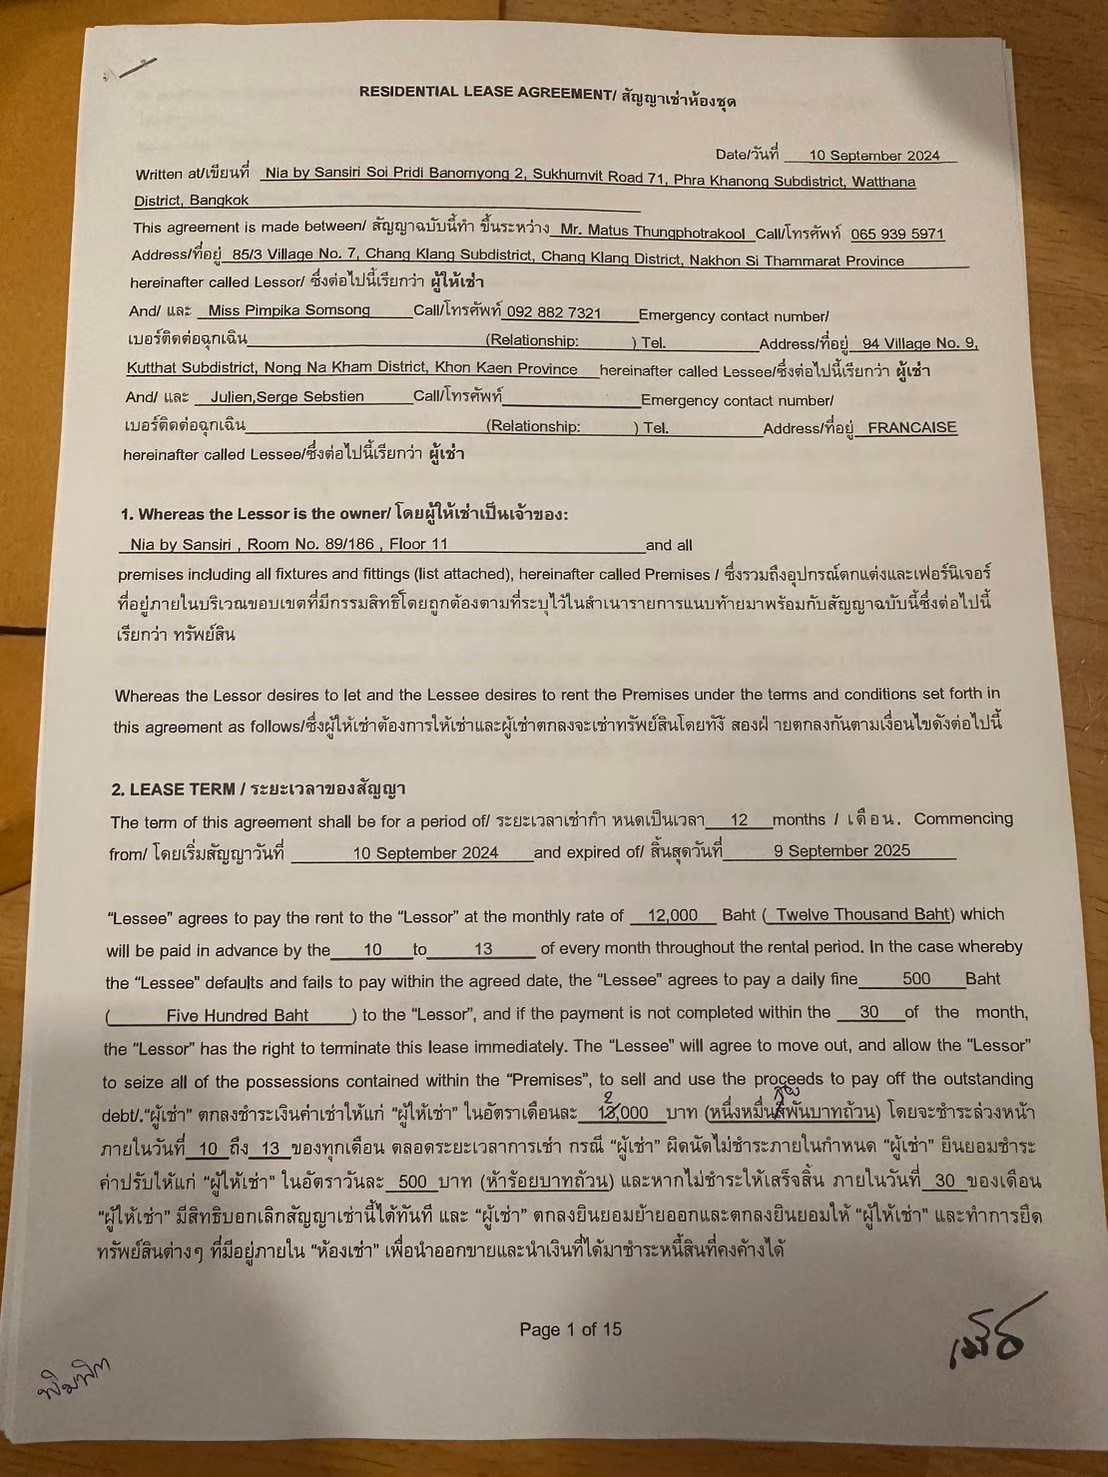 RESIDENTIAL LEASE AGREEMENT/ สัญญาเช่าห้องชุด
Date/วันที่ 10 September 2024
Written at/เขียนที่ Nia by Sansiri Soi Pridi Banomyong 2, Sukhumvit Road 71, Phra Khanong Subdistrict, Watthana
District, Bangkok
This agreement is made between/ สัญญาฉบับนี้ทำ ขึ้นระหว่าง Mr. Matus Thungphotrakool Call/โทรศัพท์ 065 939 5971
Address/ที่อยู่ 85/3 Village No. 7, Chang Klang Subdistrict, Chang Klang District, Nakhon Si Thammarat Province
hereinafter called Lessor/ ซึ่งต่อไปนี้เรียกว่า ผู้ให้เช่า
And/ และ Miss Pimpika Somsong Call/โทรศัพท์ 092 882 7321 Emergency contact number/
เบอร์ติดต่อฉุกเฉิน (Relationship: ) Tel. Address/ที่อยู่ 94 Village No. 9,
Kutthat Subdistrict, Nong Na Kham District, Khon Kaen Province hereinafter called Lessee/ซึ่งต่อไปนี้เรียกว่า ผู้เช่า
And/ และ Julien,Serge Sebstien Call/โทรศัพท์ Emergency contact number/
เบอร์ติดต่อฉุกเฉิน (Relationship: ) Tel. Address/ที่อยู่ FRANCAISE
hereinafter called Lessee/ซึ่งต่อไปนี้เรียกว่า ผู้เช่า
1. Whereas the Lessor is the owner/ โดยผู้ให้เช่าเป็นเจ้าของ:
Nia by Sansiri , Room No. 89/186 , Floor 11 and all
premises including all fixtures and fittings (list attached), hereinafter called Premises / ซึ่งรวมถึงอุปกรณ์ตกแต่งและเฟอร์นิเจอร์
ที่อยู่ภายในบริเวณขอบเขตที่มีกรรมสิทธิ์โดยถูกต้องตามที่ระบุไว้ในสำเนารายการแนบท้ายมาพร้อมกับสัญญาฉบับนี้ซึ่งต่อไปนี้
เรียกว่า ทรัพย์สิน
Whereas the Lessor desires to let and the Lessee desires to rent the Premises under the terms and conditions set forth in
this agreement as follows/ซึ่งผู้ให้เช่าต้องการให้เช่าและผู้เช่าตกลงจะเช่าทรัพย์สินโดยทั้ง สองฝ่ ายตกลงกันตามเงื่อนไขดังต่อไปนี้
2. LEASE TERM / ระยะเวลาของสัญญา
The term of this agreement shall be for a period of/ ระยะเวลาเช่ากำ หนดเป็นเวลา 12 months / เดือน. Commencing
from/ โดยเริ่มสัญญาวันที่ 10 September 2024 and expired of/ สิ้นสุดวันที่ 9 September 2025
“Lessee” agrees to pay the rent to the “Lessor” at the monthly rate of 12,000 Baht ( Twelve Thousand Baht) which
will be paid in advance by the 10 to 13 of every month throughout the rental period. In the case whereby
the “Lessee” defaults and fails to pay within the agreed date, the “Lessee” agrees to pay a daily fine 500 Baht
( Five Hundred Baht ) to the “Lessor”, and if the payment is not completed within the 30 of the month,
the “Lessor” has the right to terminate this lease immediately. The “Lessee” will agree to move out, and allow the “Lessor”
to seize all of the possessions contained within the “Premises”, to sell and use the proceeds to pay off the outstanding
debt/.“ผู้เช่า” ตกลงชำระเงินค่าเช่าให้แก่ “ผู้ให้เช่า” ในอัตราเดือนละ 12,000 บาท (หนึ่งหมื่นสองพันบาทถ้วน) โดยจะชำระล่วงหน้า
ภายในวันที่ 10 ถึง 13 ของทุกเดือน ตลอดระยะเวลาการเช่า กรณี “ผู้เช่า” ผิดนัดไม่ชำระภายในกำหนด “ผู้เช่า” ยินยอมชำระ
ค่าปรับให้แก่ “ผู้ให้เช่า” ในอัตราวันละ 500 บาท (ห้าร้อยบาทถ้วน) และหากไม่ชำระให้เสร็จสิ้น ภายในวันที่ 30 ของเดือน
“ผู้ให้เช่า” มีสิทธิบอกเลิกสัญญาเช่านี้ได้ทันที และ “ผู้เช่า” ตกลงยินยอมย้ายออกและตกลงยินยอมให้ “ผู้ให้เช่า” และทำการยึด
ทรัพย์สินต่างๆ ที่มีอยู่ภายใน “ห้องเช่า” เพื่อนำออกขายและนำเงินที่ได้มาชำระหนี้สินที่คงค้างได้
Page 1 of 15